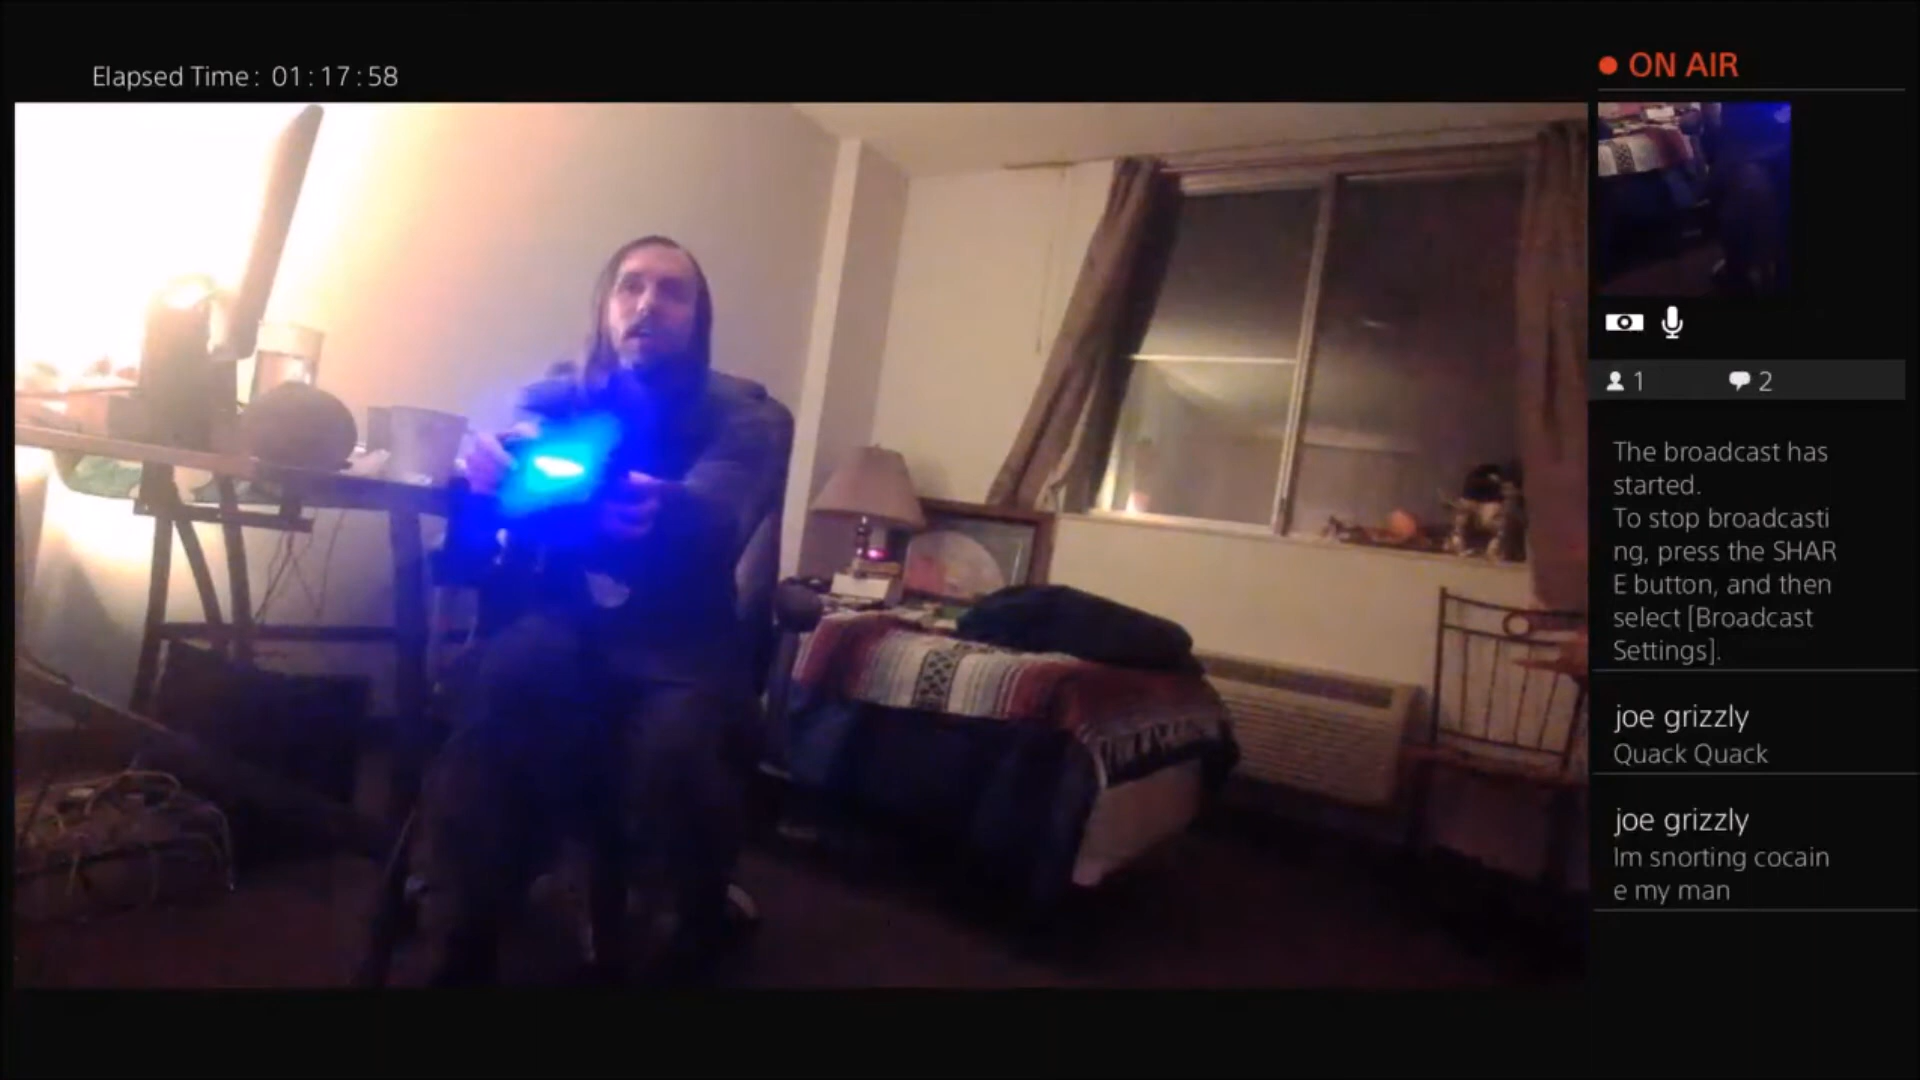 Elapsed Time: 01:17:58
ON AIR
1
2
The broadcast has
started.
To stop broadcasti
ng, press the SHAR
E button, and then
select [Broadcast
Settings].
joe grizzly
Quack Quack
joe grizzly
Im snorting cocain
e my man